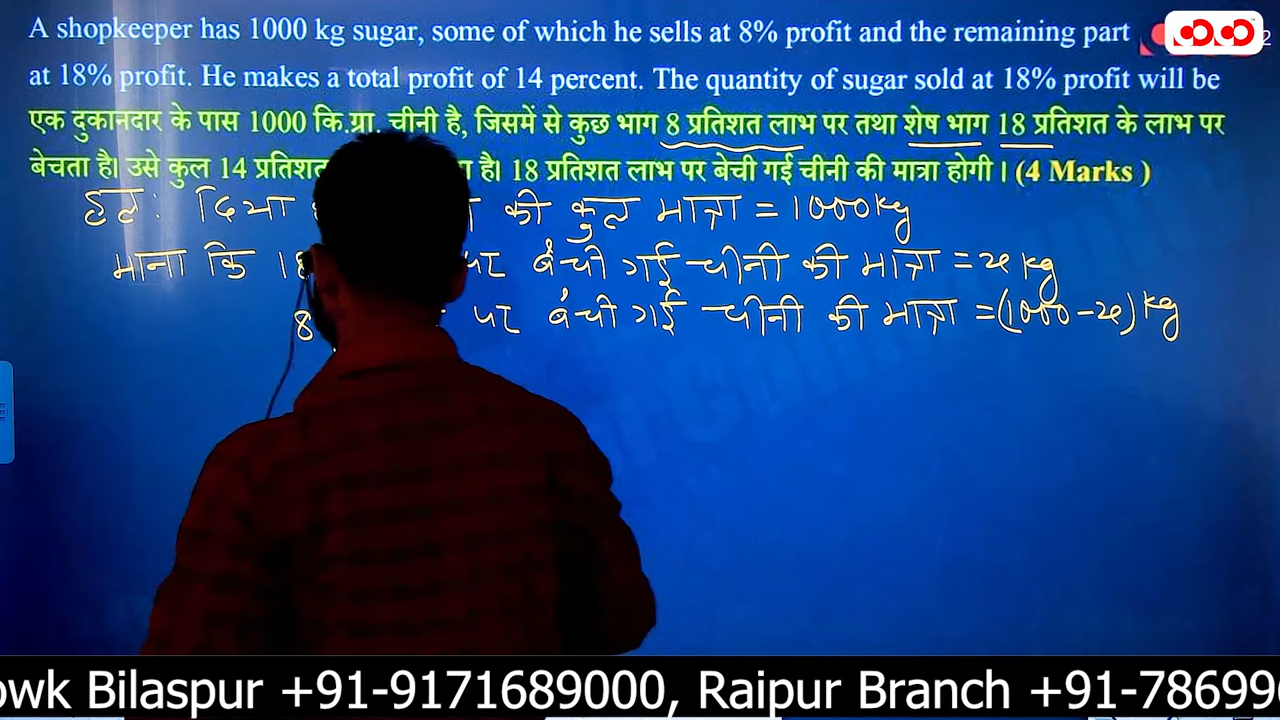 A shopkeeper has 1000 kg sugar, some of which he sells at 8% profit and the remaining part
at 18% profit. He makes a total profit of 14 percent. The quantity of sugar sold at 18% profit will be
एक दुकानदार के पास 1000 कि.ग्रा. चीनी है, जिसमें से कुछ भाग 8 प्रतिशत लाभ पर तथा शेष भाग 18 प्रतिशत के लाभ पर
बेचता है। उसे कुल 14 प्रतिशत है। 18 प्रतिशत लाभ पर बेची गई चीनी की मात्रा होगी। (4 Marks )
हल: दिया की कुल मात्रा = 1000kg
माना कि 18 पर बेंची गई चीनी की मात्रा = x kg
8 पर बेंची गई चीनी की मात्रा = (1000-x) kg
owk Bilaspur +91-9171689000, Raipur Branch +91-78699